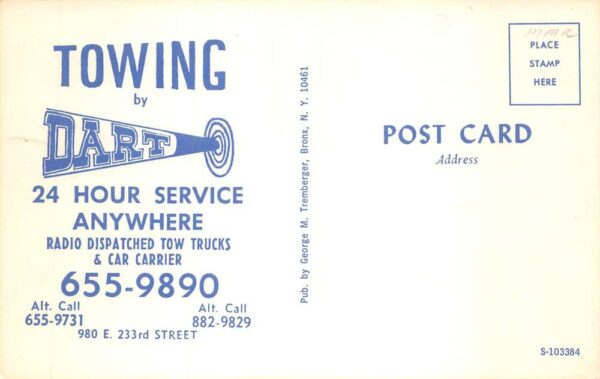 TOWING
by
DART
24 HOUR SERVICE
ANYWHERE
RADIO DISPATCHED TOW TRUCKS
& CAR CARRIER
655-9890
Alt. Call
655-9731
Alt. Call
882-9829
980 E. 233rd STREET
Pub. by George M. Tremberger, Bronx, N. Y. 10461
PLACE
STAMP
HERE
POST CARD
Address
S-103384